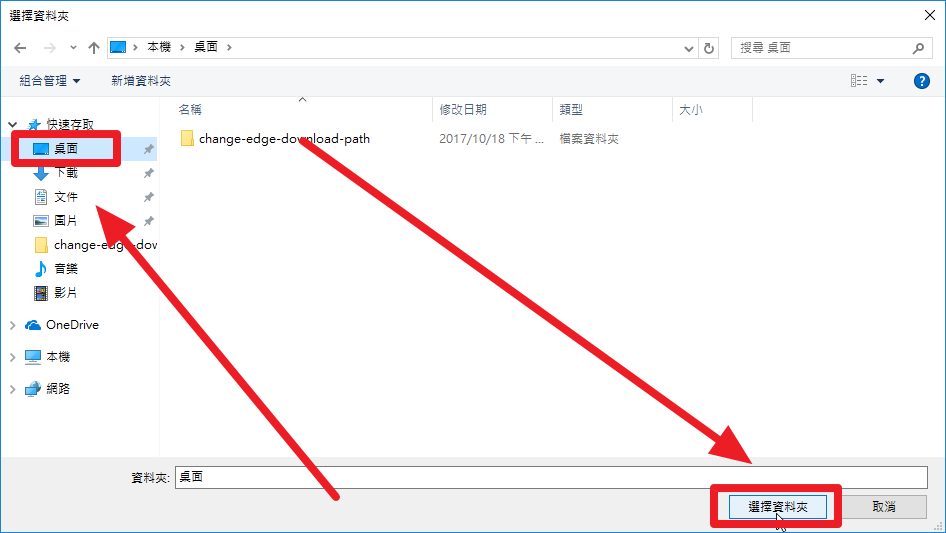 選擇資料夾
本機 桌面
搜尋 桌面
組合管理 新增資料夾
名稱 修改日期 類型 大小
快速存取
桌面
下載
文件
圖片
change-edge-dow
音樂
影片
OneDrive
本機
網路
change-edge-download-path 2017/10/18 下午 ... 檔案資料夾
資料夾: 桌面
選擇資料夾 取消